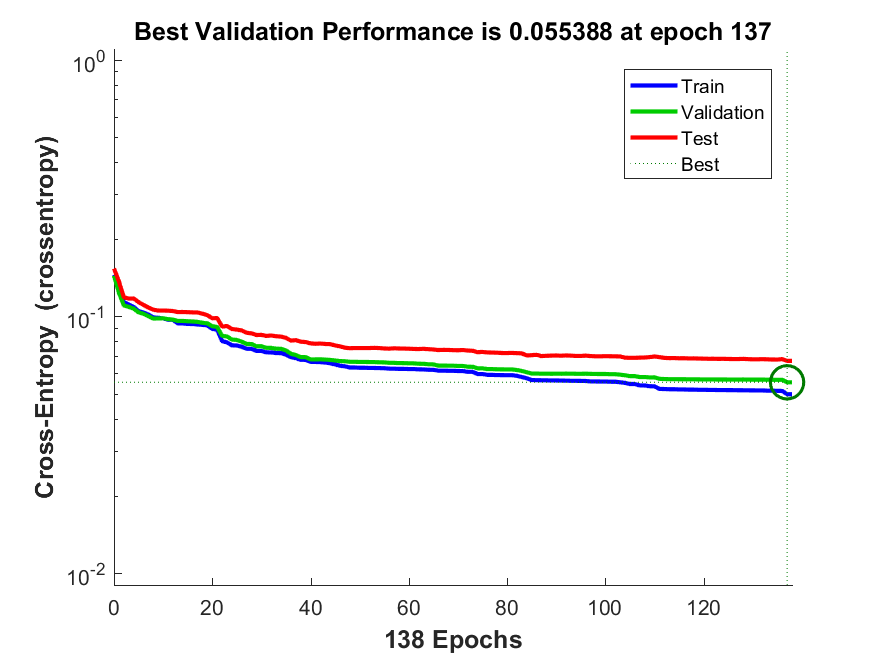 Best Validation Performance is 0.055388 at epoch 137
Cross-Entropy (crossentropy)
10^0
10^-1
10^-2
Train
Validation
Test
Best
0 20 40 60 80 100 120
138 Epochs